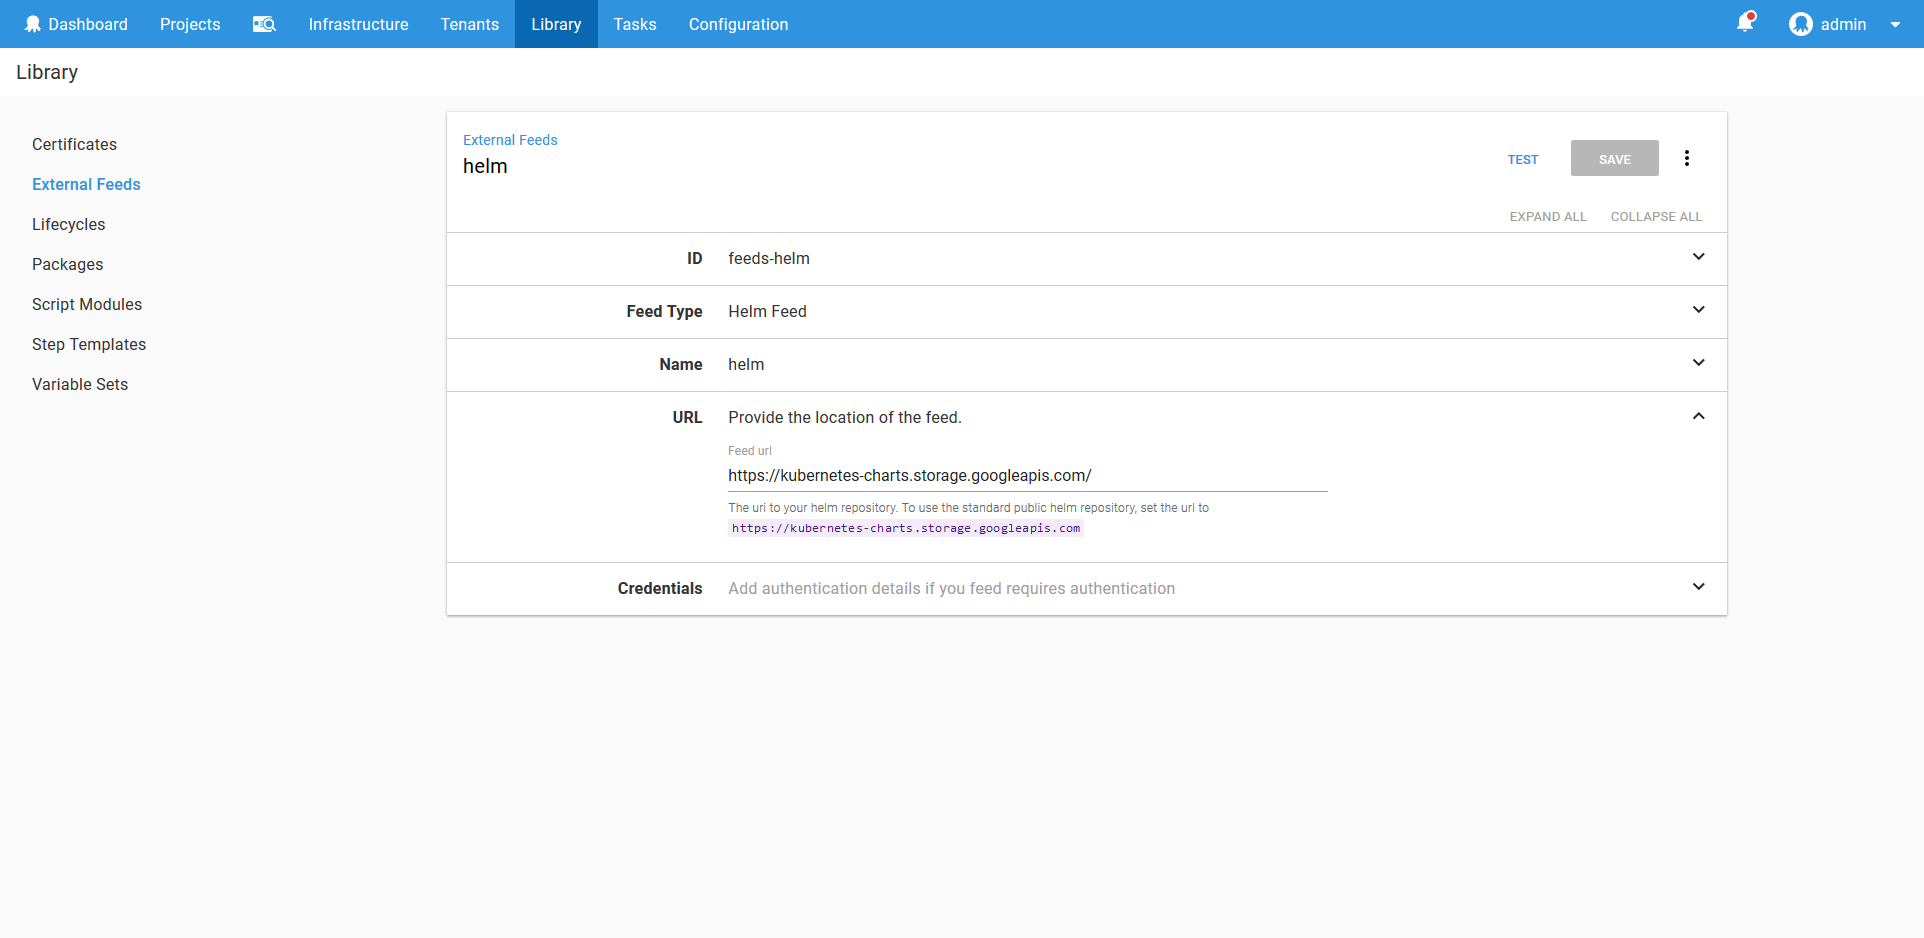 Dashboard Projects Infrastructure Tenants Library Tasks Configuration admin
Library
Certificates
External Feeds
Lifecycles
Packages
Script Modules
Step Templates
Variable Sets
External Feeds
helm
TEST SAVE
EXPAND ALL COLLAPSE ALL
ID feeds-helm
Feed Type Helm Feed
Name helm
URL Provide the location of the feed.
Feed url
https://kubernetes-charts.storage.googleapis.com/
The uri to your helm repository. To use the standard public helm repository, set the url to
https://kubernetes-charts.storage.googleapis.com
Credentials Add authentication details if you feed requires authentication